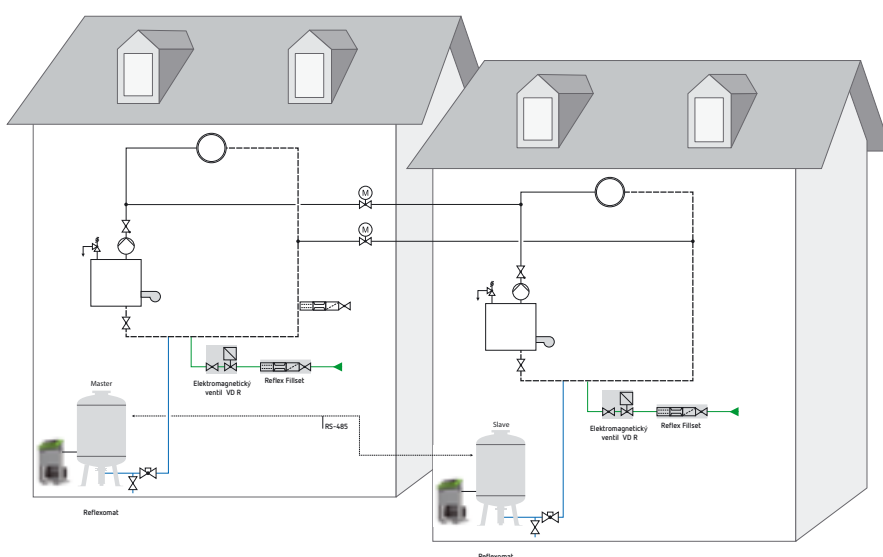 M
M
Master
Elektromagnetický
ventil VD R
Reflex Fillset
RS-485
Reflexomat
Slave
Elektromagnetický
ventil VD R
Reflex Fillset
Reflexomat